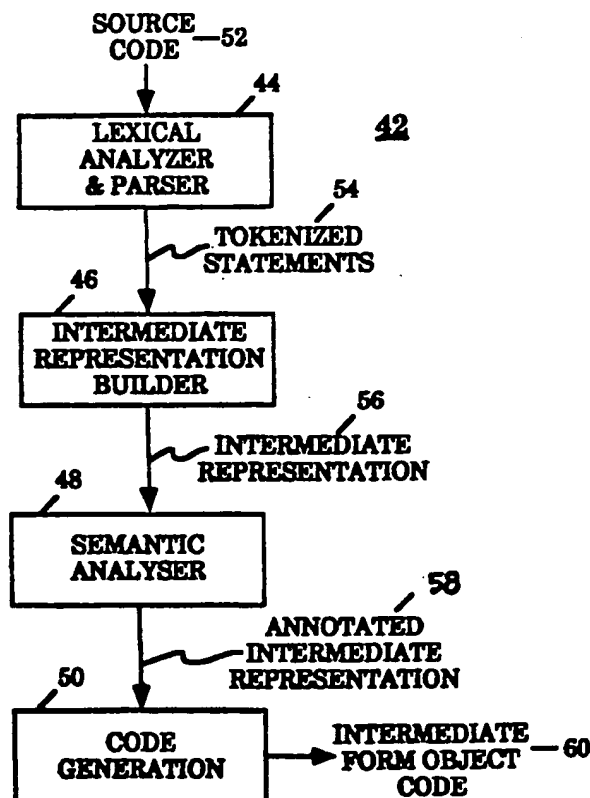 SOURCE
CODE
52
44
42
LEXICAL
ANALYZER
& PARSER
54
TOKENIZED
STATEMENTS
46
INTERMEDIATE
REPRESENTATION
BUILDER
56
INTERMEDIATE
REPRESENTATION
48
SEMANTIC
ANALYSER
58
ANNOTATED
INTERMEDIATE
REPRESENTATION
50
CODE
GENERATION
INTERMEDIATE
FORM OBJECT
CODE
60